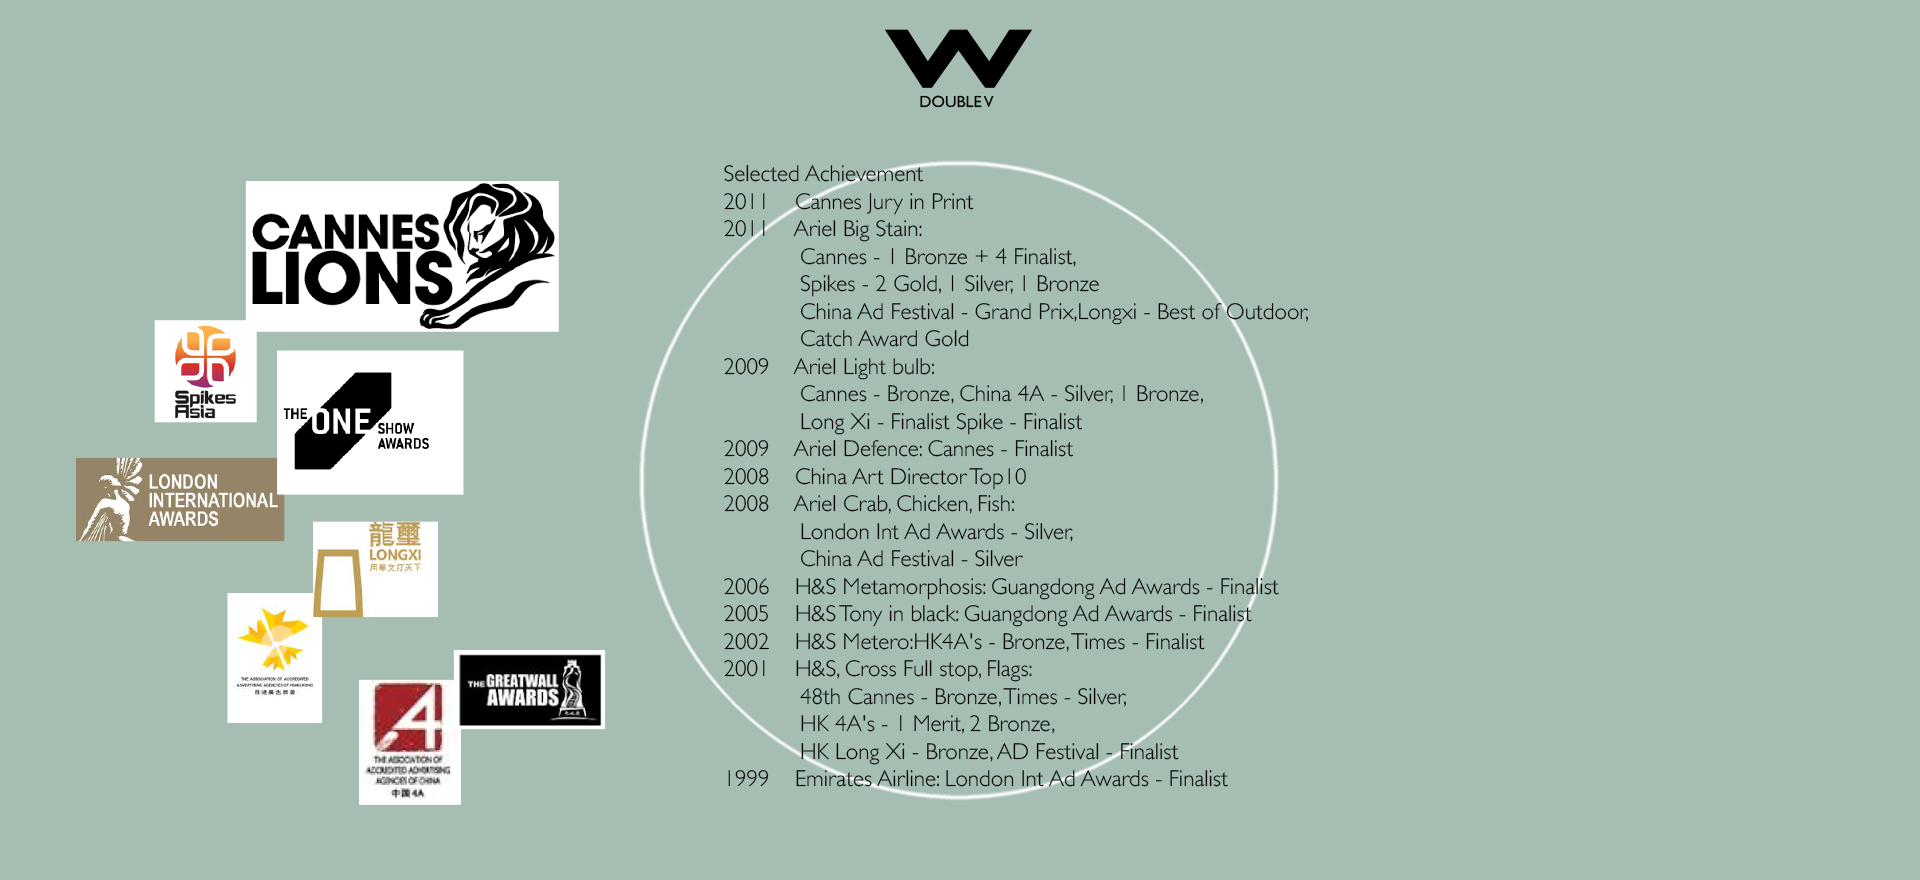 DOUBLE V
CANNES
LIONS
Spikes
Asia
THE ONE SHOW
AWARDS
LONDON
INTERNATIONAL
AWARDS
龍璽
LONGXI
用華文打天下
THE ASSOCIATION OF ACCREDITED
ADVERTISING AGENCIES OF HONG KONG
香港廣告商會
THE GREATWALL
AWARDS
4A
THE ASSOCIATION OF
ACCREDITED ADVERTISING
AGENCIES OF CHINA
中国 4A
Selected Achievement
2011 Cannes Jury in Print
2011 Ariel Big Stain:
Cannes - 1 Bronze + 4 Finalist,
Spikes - 2 Gold, 1 Silver, 1 Bronze
China Ad Festival - Grand Prix,Longxi - Best of Outdoor,
Catch Award Gold
2009 Ariel Light bulb:
Cannes - Bronze, China 4A - Silver, 1 Bronze,
Long Xi - Finalist Spike - Finalist
2009 Ariel Defence: Cannes - Finalist
2008 China Art Director Top10
2008 Ariel Crab, Chicken, Fish:
London Int Ad Awards - Silver,
China Ad Festival - Silver
2006 H&S Metamorphosis: Guangdong Ad Awards - Finalist
2005 H&S Tony in black: Guangdong Ad Awards - Finalist
2002 H&S Metero:HK4A's - Bronze,Times - Finalist
2001 H&S, Cross Full stop, Flags:
48th Cannes - Bronze,Times - Silver,
HK 4A's - 1 Merit, 2 Bronze,
HK Long Xi - Bronze, AD Festival - Finalist
1999 Emirates Airline: London Int Ad Awards - Finalist